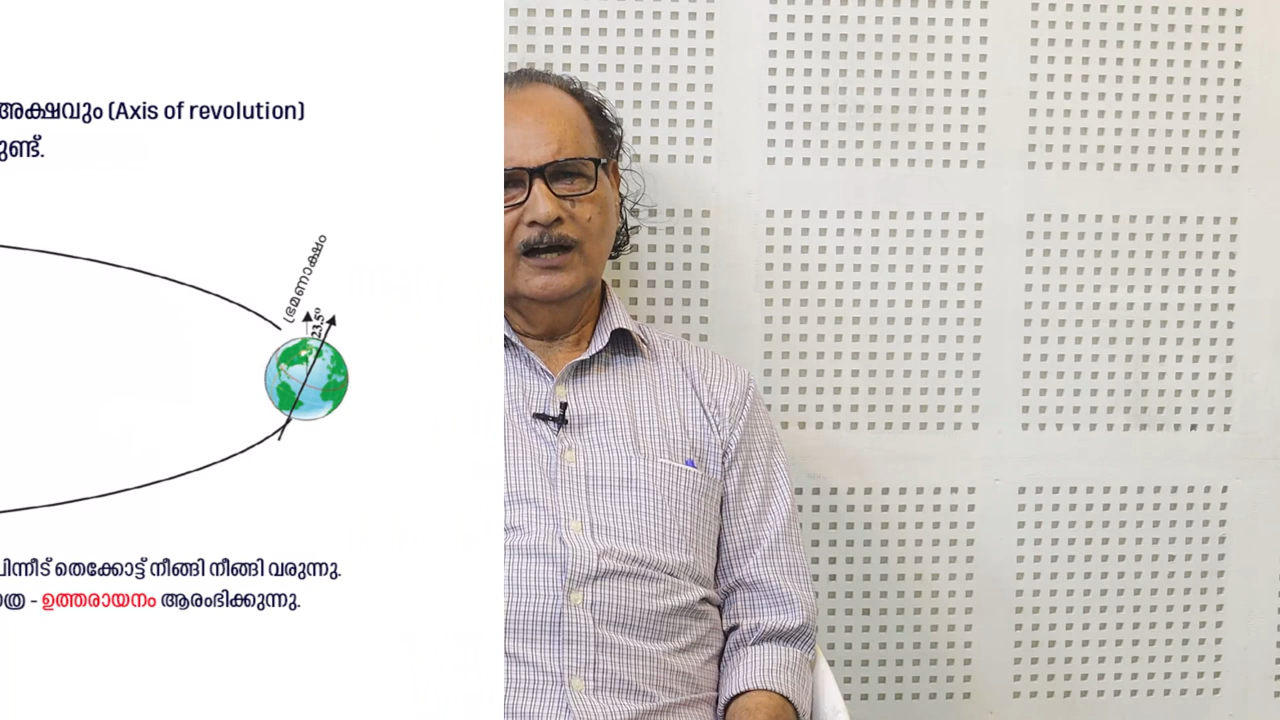 അക്ഷവും (Axis of revolution)
ഭ്രമണാക്ഷം
23.5°
തെക്കോട്ട് നീങ്ങി നീങ്ങി വരുന്നു.
- ഉത്തരായനം ആരംഭിക്കുന്നു.